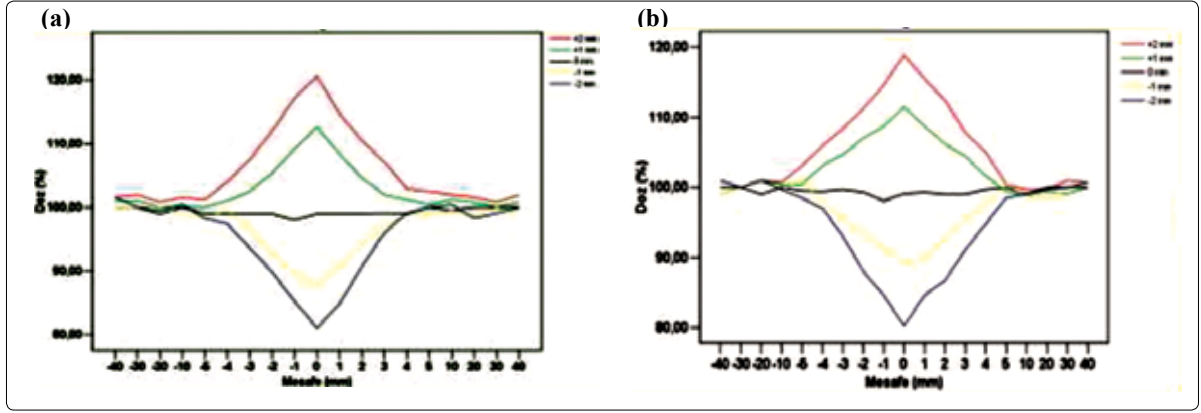 (a)
+2 mm
+1 mm
0 mm
-1 mm
-2 mm
120,00
110,00
100,00
90,00
80,00
Doz (%)
-40 -30 -20 -10 -5 -4 -3 -2 -1 0 1 2 3 4 5 10 20 30 40
Mesafe (mm)
(b)
+2 mm
+1 mm
0 mm
-1 mm
-2 mm
120,00
110,00
100,00
90,00
80,00
Doz (%)
-40 -30 -20 -10 -5 -4 -3 -2 -1 0 1 2 3 4 5 10 20 30 40
Mesafe (mm)